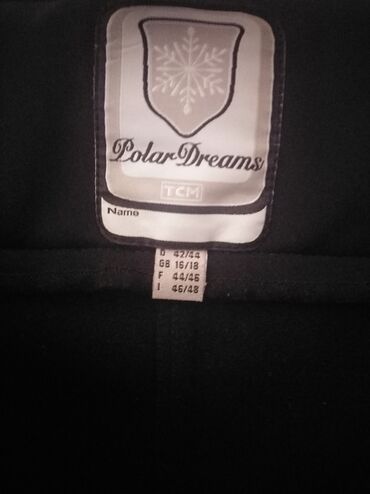 Polar Dreams
TCM
Name
D 42/44
GB 16/18
F 44/46
I 46/48